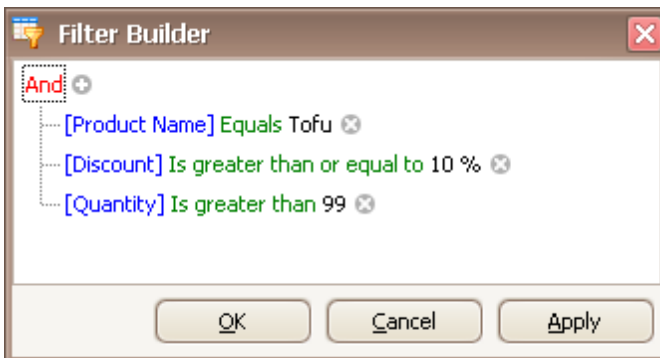 Filter Builder
And
[Product Name] Equals Tofu
[Discount] Is greater than or equal to 10 %
[Quantity] Is greater than 99
OK Cancel Apply